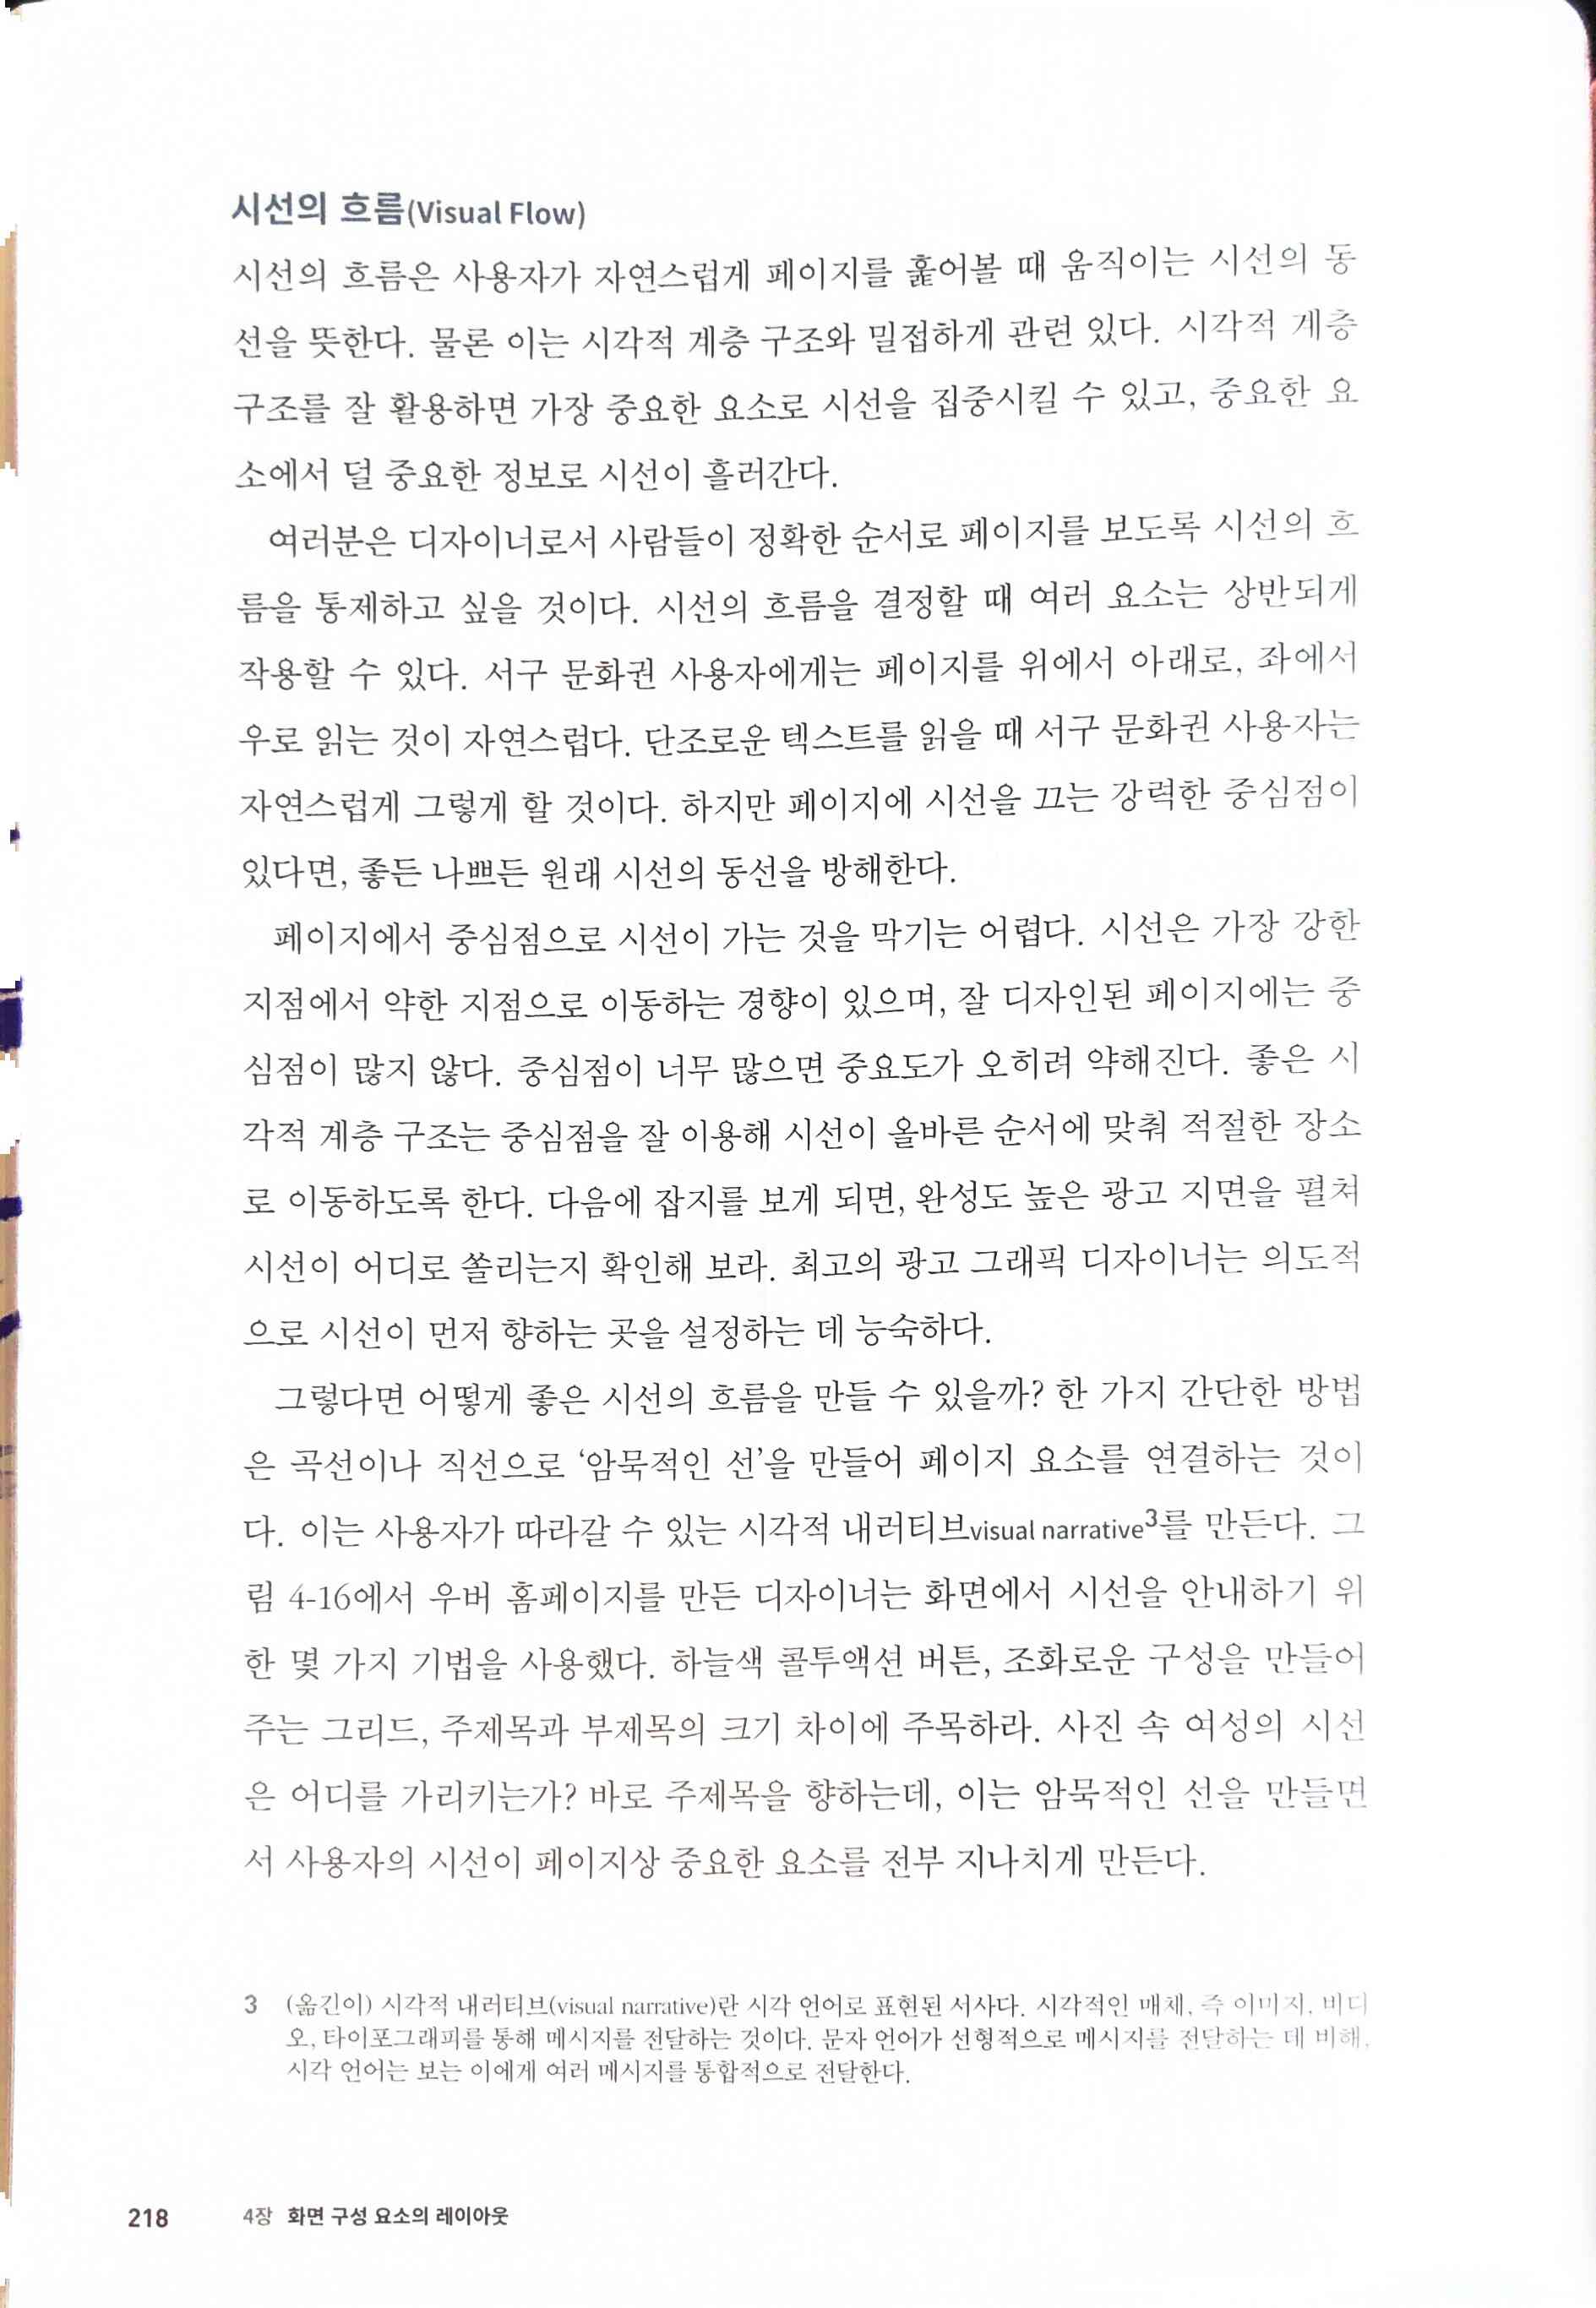 시선의 흐름(Visual Flow)
시선의 흐름은 사용자가 자연스럽게 페이지를 훑어볼 때 움직이는 시선의 동
선을 뜻한다. 물론 이는 시각적 계층 구조와 밀접하게 관련 있다. 시각적 계층
구조를 잘 활용하면 가장 중요한 요소로 시선을 집중시킬 수 있고, 중요한 요
소에서 덜 중요한 정보로 시선이 흘러간다.
여러분은 디자이너로서 사람들이 정확한 순서로 페이지를 보도록 시선의 흐
름을 통제하고 싶을 것이다. 시선의 흐름을 결정할 때 여러 요소는 상반되게
작용할 수 있다. 서구 문화권 사용자에게는 페이지를 위에서 아래로, 좌에서
우로 읽는 것이 자연스럽다. 단조로운 텍스트를 읽을 때 서구 문화권 사용자는
자연스럽게 그렇게 할 것이다. 하지만 페이지에 시선을 끄는 강력한 중심점이
있다면, 좋든 나쁘든 원래 시선의 동선을 방해한다.
페이지에서 중심점으로 시선이 가는 것을 막기는 어렵다. 시선은 가장 강한
지점에서 약한 지점으로 이동하는 경향이 있으며, 잘 디자인된 페이지에는 중
심점이 많지 않다. 중심점이 너무 많으면 중요도가 오히려 약해진다. 좋은 시
각적 계층 구조는 중심점을 잘 이용해 시선이 올바른 순서에 맞춰 적절한 장소
로 이동하도록 한다. 다음에 잡지를 보게 되면, 완성도 높은 광고 지면을 펼쳐
시선이 어디로 쏠리는지 확인해 보라. 최고의 광고 그래픽 디자이너는 의도적
으로 시선이 먼저 향하는 곳을 설정하는 데 능숙하다.
그렇다면 어떻게 좋은 시선의 흐름을 만들 수 있을까? 한 가지 간단한 방법
은 곡선이나 직선으로 ‘암묵적인 선’을 만들어 페이지 요소를 연결하는 것이
다. 이는 사용자가 따라갈 수 있는 시각적 내러티브visual narrative³를 만든다. 그
림 4-16에서 우버 홈페이지를 만든 디자이너는 화면에서 시선을 안내하기 위
한 몇 가지 기법을 사용했다. 하늘색 콜투액션 버튼, 조화로운 구성을 만들어
주는 그리드, 주제목과 부제목의 크기 차이에 주목하라. 사진 속 여성의 시선
은 어디를 가리키는가? 바로 주제목을 향하는데, 이는 암묵적인 선을 만들면
서 사용자의 시선이 페이지상 중요한 요소를 전부 지나치게 만든다.
3 (옮긴이) 시각적 내러티브(visual narrative)란 시각 언어로 표현된 서사다. 시각적인 매체, 즉 이미지, 비디
오, 타이포그래피를 통해 메시지를 전달하는 것이다. 문자 언어가 선형적으로 메시지를 전달하는 데 비해,
시각 언어는 보는 이에게 여러 메시지를 통합적으로 전달한다.
218 4장 화면 구성 요소의 레이아웃